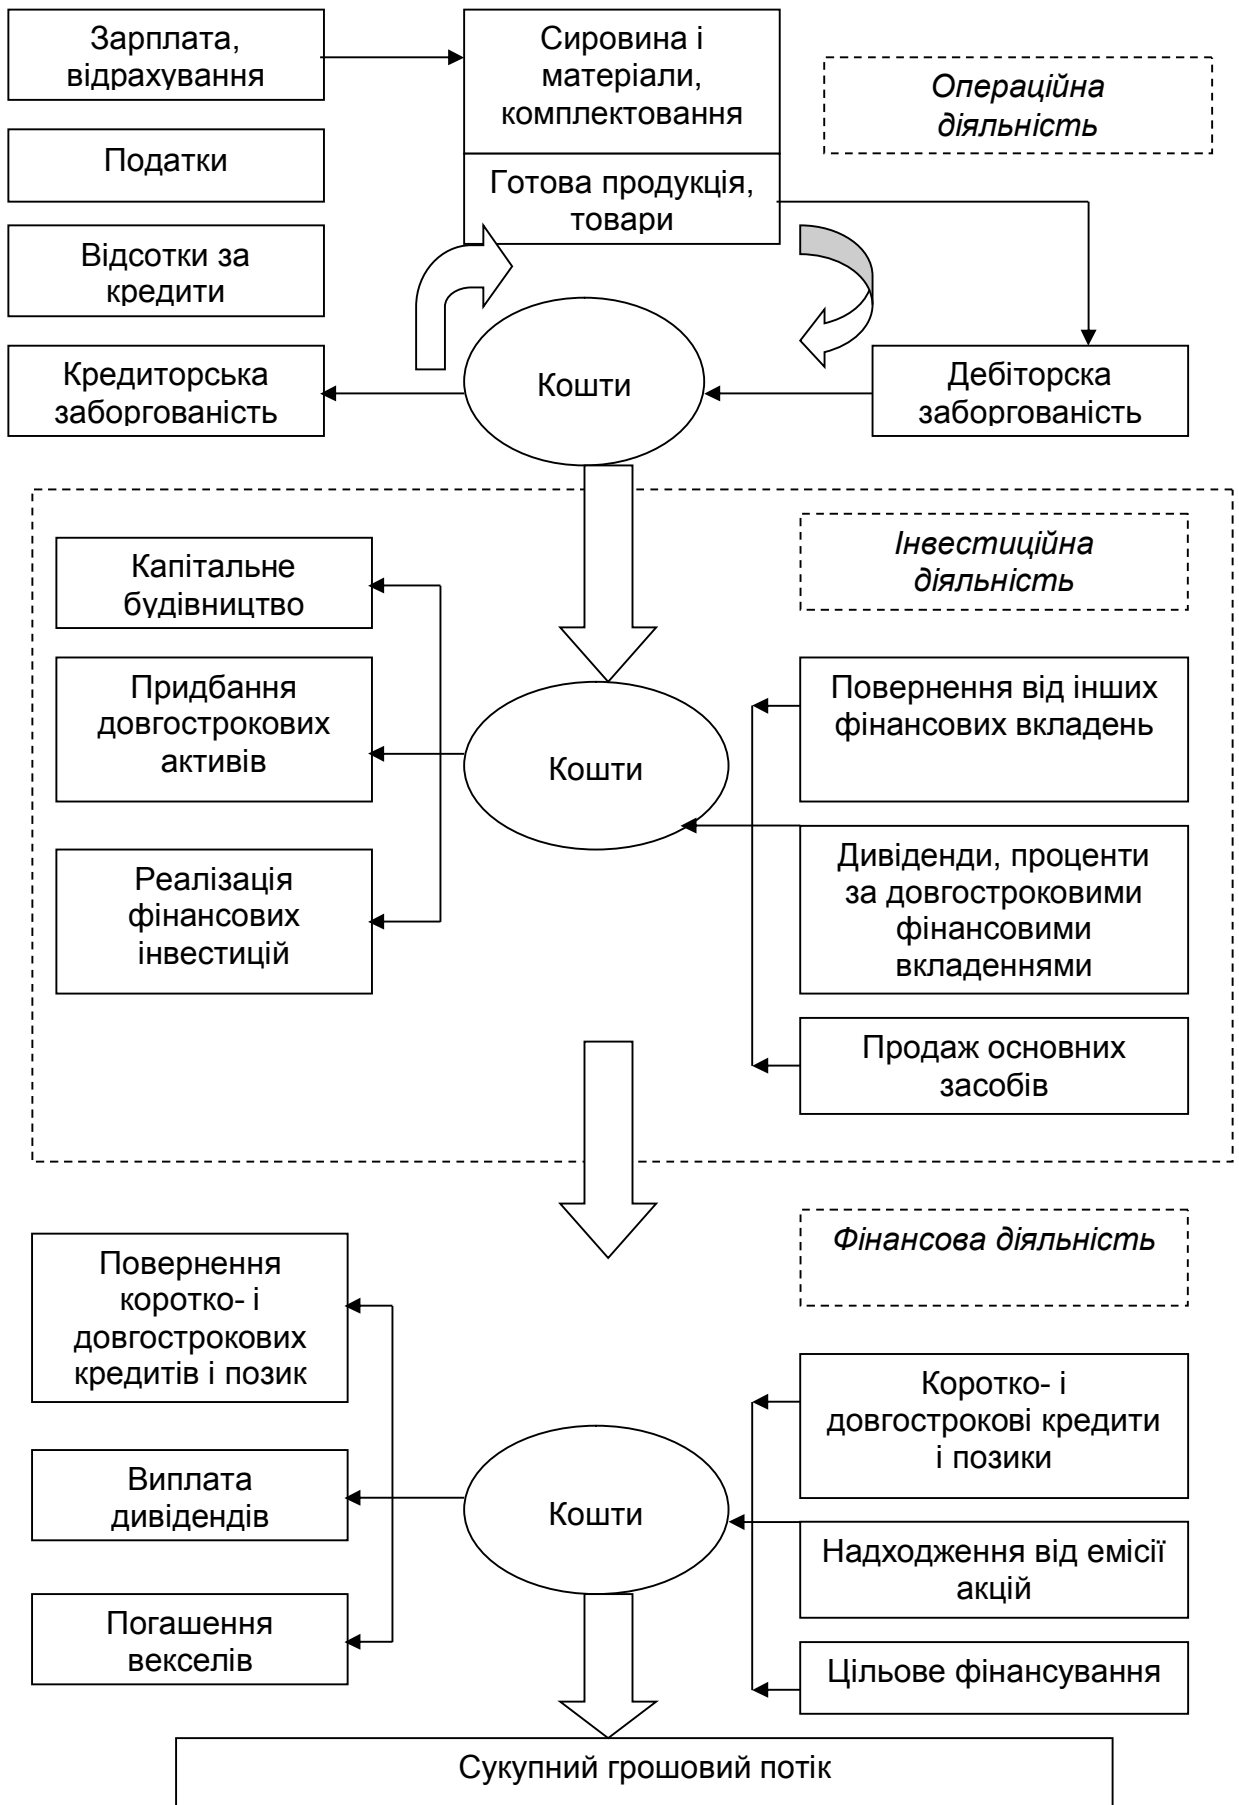 Зарплата,
відрахування
Сировина і
матеріали,
комплектовання
Операційна
діяльність
Податки
Готова продукція,
товари
Відсотки за
кредити
Кредиторська
заборгованість
Кошти
Дебіторска
заборгованість
Інвестиційна
діяльність
Капітальне
будівництво
Придбання
довгострокових
активів
Кошти
Повернення від інших
фінансових вкладень
Реалізація
фінансових
інвестицій
Дивіденди, проценти
за довгостроковими
фінансовими
вкладеннями
Продаж основних
засобів
Фінансова діяльність
Повернення
коротко- і
довгострокових
кредитів і позик
Коротко- і
довгострокові кредити
і позики
Виплата
дивідендів
Кошти
Надходження від емісії
акцій
Погашення
векселів
Цільове фінансування
Сукупний грошовий потік